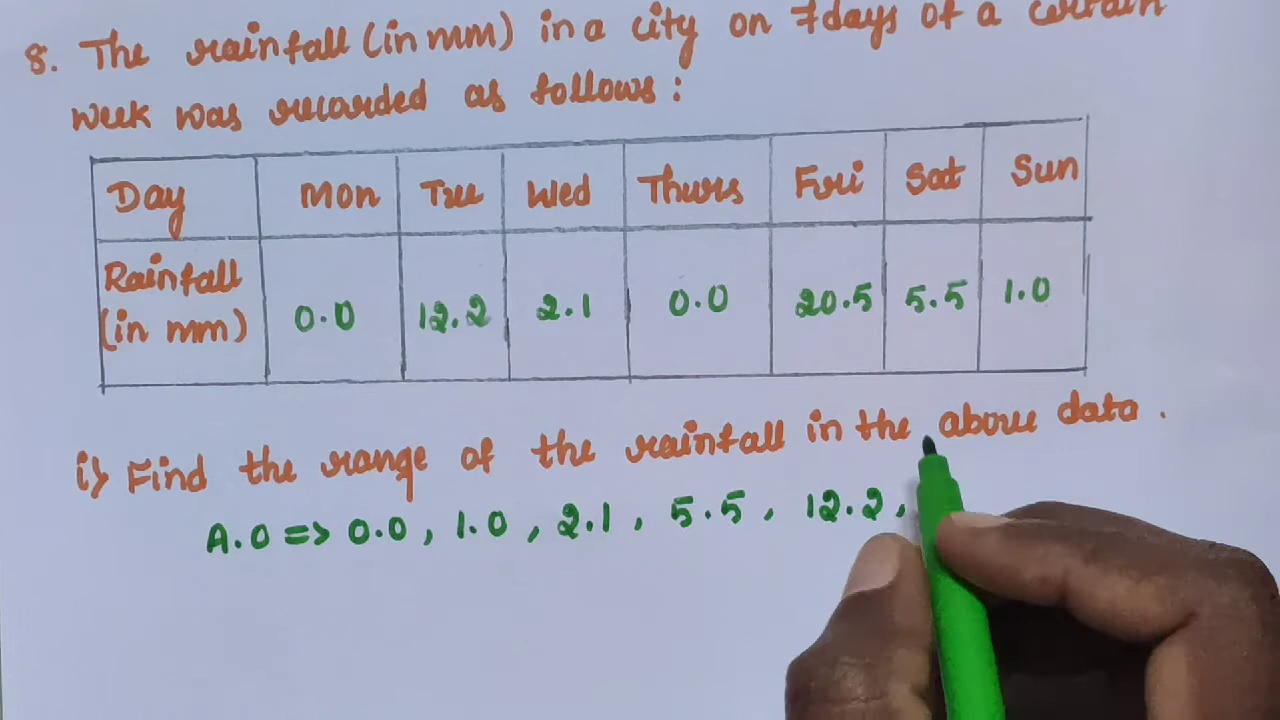 8. The rainfall (in mm) in a city on 7days of a certain
week was recorded as follows:
Day Mon Tue Wed Thurs Fri Sat Sun
Rainfall
(in mm) 0.0 12.2 2.1 0.0 20.5 5.5 1.0
i) Find the range of the rainfall in the above data.
A.O => 0.0, 1.0, 2.1, 5.5, 12.2,